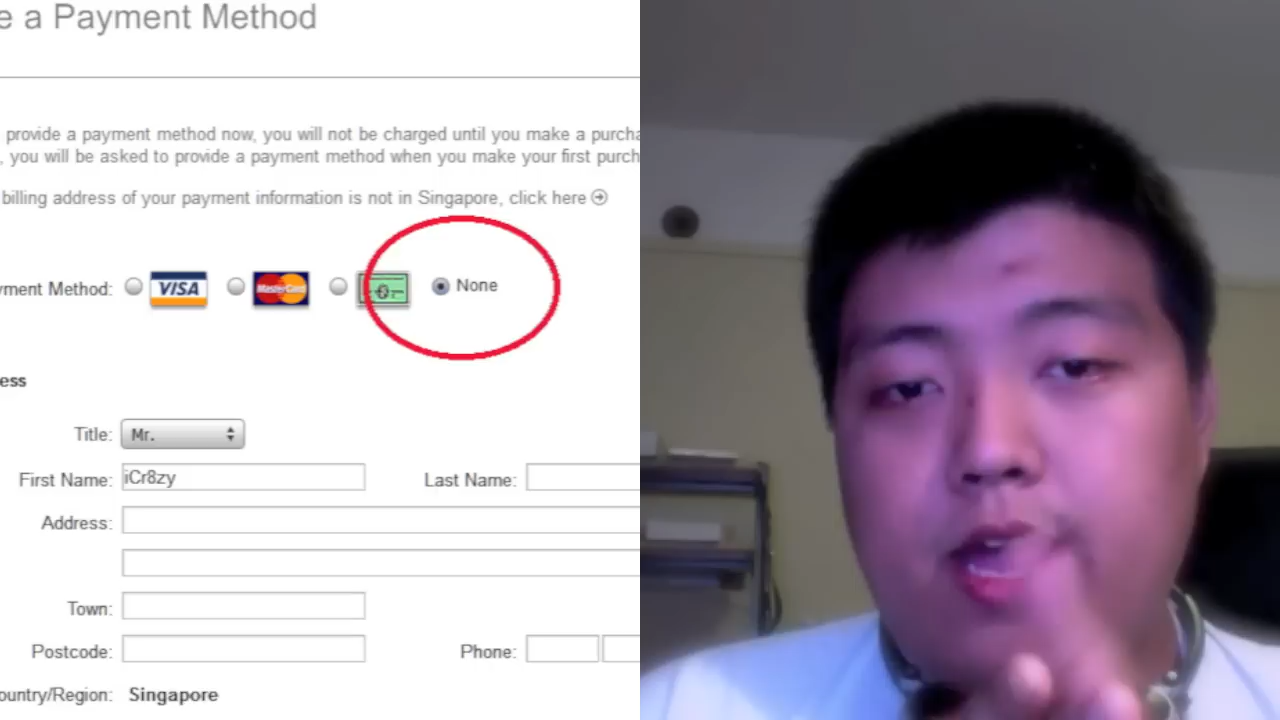 e a Payment Method
provide a payment method now, you will not be charged until you make a purcha
, you will be asked to provide a payment method when you make your first purch
billing address of your payment information is not in Singapore, click here
yment Method: VISA MasterCard -0- None
ess
Title: Mr.
First Name: iCr8zy Last Name:
Address:
Town:
Postcode: Phone:
ountry/Region: Singapore